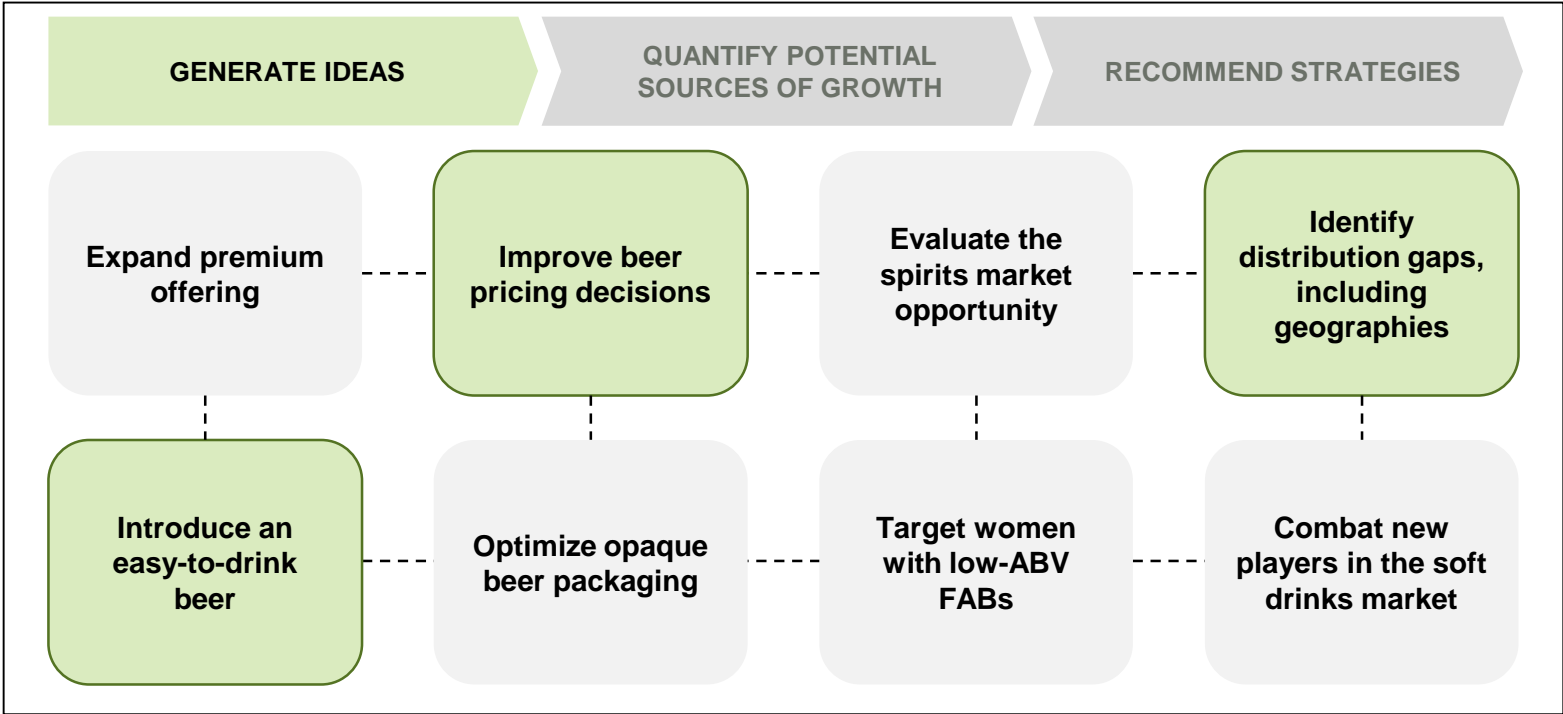 GENERATE IDEAS
QUANTIFY POTENTIAL
SOURCES OF GROWTH
RECOMMEND STRATEGIES
Expand premium
offering
Improve beer
pricing decisions
Evaluate the
spirits market
opportunity
Identify
distribution gaps,
including
geographies
Introduce an
easy-to-drink
beer
Optimize opaque
beer packaging
Target women
with low-ABV
FABs
Combat new
players in the soft
drinks market